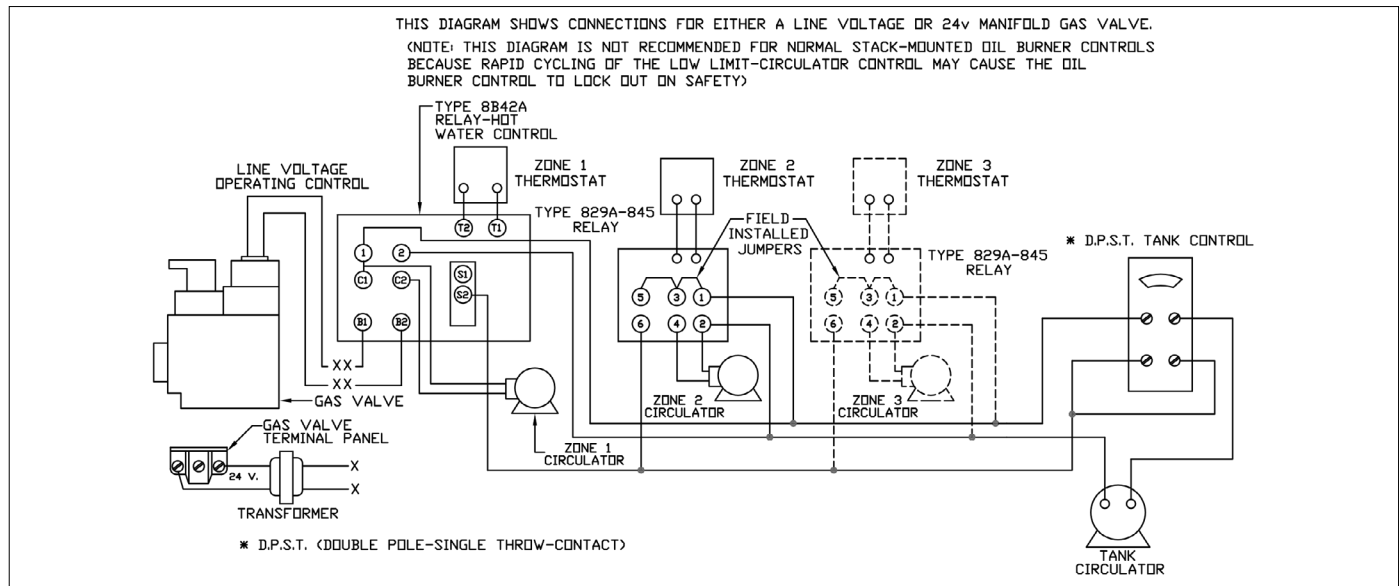 THIS DIAGRAM SHOWS CONNECTIONS FOR EITHER A LINE VOLTAGE OR 24v MANIFOLD GAS VALVE.
(NOTE: THIS DIAGRAM IS NOT RECOMMENDED FOR NORMAL STACK-MOUNTED OIL BURNER CONTROLS
BECAUSE RAPID CYCLING OF THE LOW LIMIT-CIRCULATOR CONTROL MAY CAUSE THE OIL
BURNER CONTROL TO LOCK OUT ON SAFETY)
TYPE 8B42A
RELAY-HOT
WATER CONTROL
LINE VOLTAGE
OPERATING CONTROL
ZONE 1
THERMOSTAT
ZONE 2
THERMOSTAT
ZONE 3
THERMOSTAT
T2 T1
TYPE 829A-845
RELAY
FIELD
INSTALLED
JUMPERS
TYPE 829A-845
RELAY
* D.P.S.T. TANK CONTROL
1 2
C1 C2
S1
S2
B1 B2
5 3 1
6 4 2
5 3 1
6 4 2
XX
XX
GAS VALVE
ZONE 2
CIRCULATOR
ZONE 3
CIRCULATOR
GAS VALVE
TERMINAL PANEL
ZONE 1
CIRCULATOR
24 V.
X
X
TRANSFORMER
TANK
CIRCULATOR
* D.P.S.T. (DOUBLE POLE-SINGLE THROW-CONTACT)